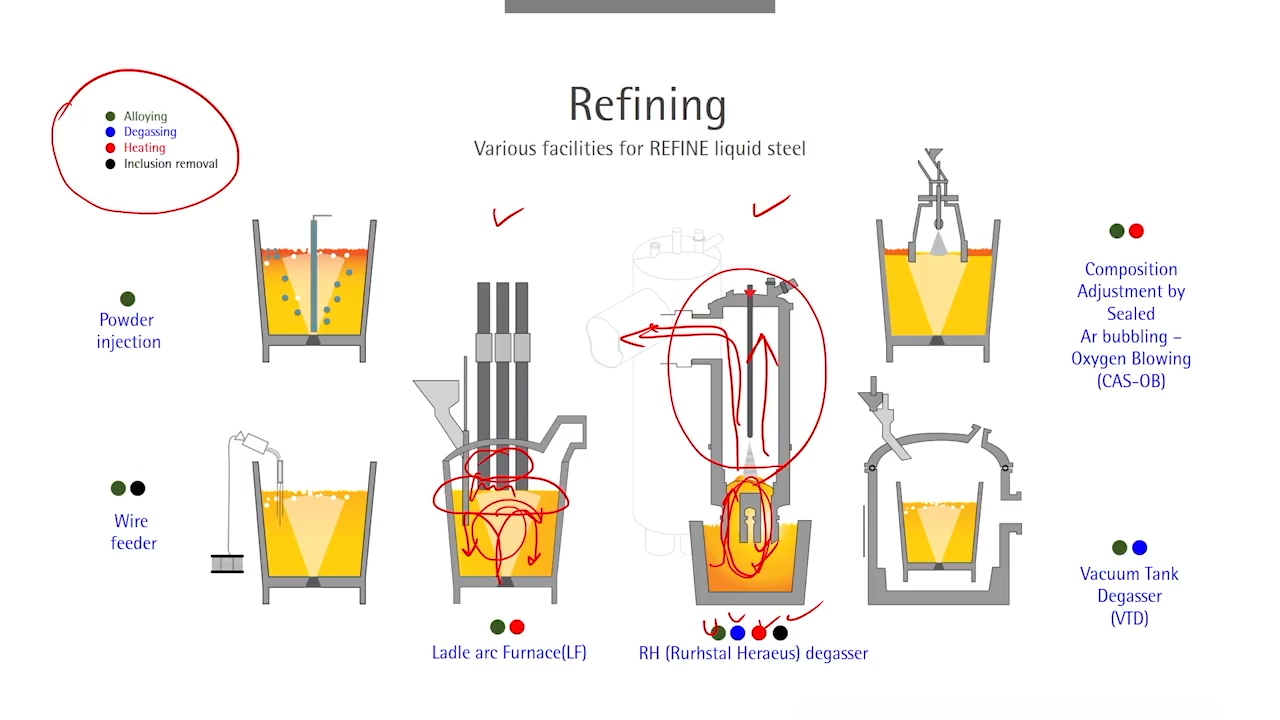 Refining
Various facilities for REFINE liquid steel
Alloying
Degassing
Heating
Inclusion removal
Powder
injection
Wire
feeder
Ladle arc Furnace(LF)
RH (Rurhstal Heraeus) degasser
Composition
Adjustment by
Sealed
Ar bubbling –
Oxygen Blowing
(CAS-OB)
Vacuum Tank
Degasser
(VTD)